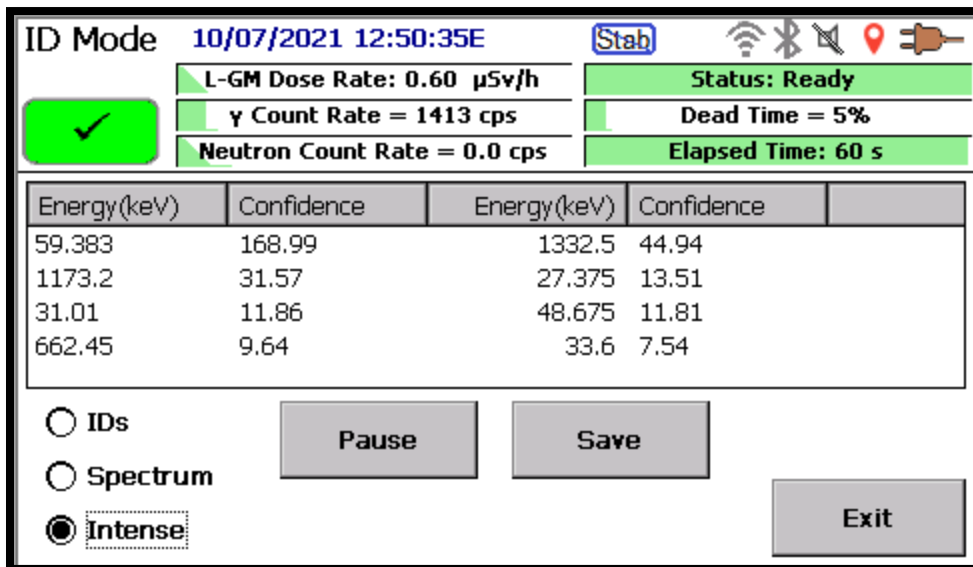 ID Mode 10/07/2021 12:50:35E Stab
L-GM Dose Rate: 0.60 µSv/h Status: Ready
γ Count Rate = 1413 cps Dead Time = 5%
Neutron Count Rate = 0.0 cps Elapsed Time: 60 s
Energy(keV) Confidence Energy(keV) Confidence
59.383 168.99 1332.5 44.94
1173.2 31.57 27.375 13.51
31.01 11.86 48.675 11.81
662.45 9.64 33.6 7.54
IDs
Pause Save
Spectrum
Exit
Intense